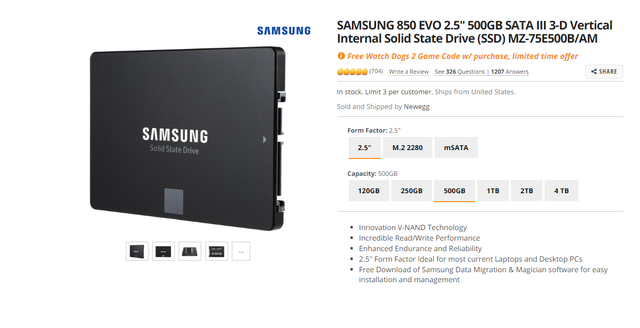 SAMSUNG
SAMSUNG
Solid State Drive
SAMSUNG 850 EVO 2.5" 500GB SATA III 3-D Vertical
Internal Solid State Drive (SSD) MZ-75E500B/AM
Free Watch Dogs 2 Game Code w/ purchase, limited time offer
(704) Write a Review See 326 Questions | 1207 Answers SHARE
In stock. Limit 3 per customer. Ships from United States.
Sold and Shipped by Newegg
Form Factor: 2.5"
2.5" M.2 2280 mSATA
Capacity: 500GB
120GB 250GB 500GB 1TB 2TB 4 TB
Innovation V-NAND Technology
Incredible Read/Write Performance
Enhanced Endurance and Reliability
2.5" Form Factor Ideal for most current Laptops and Desktop PCs
Free Download of Samsung Data Migration & Magician software for easy
installation and management